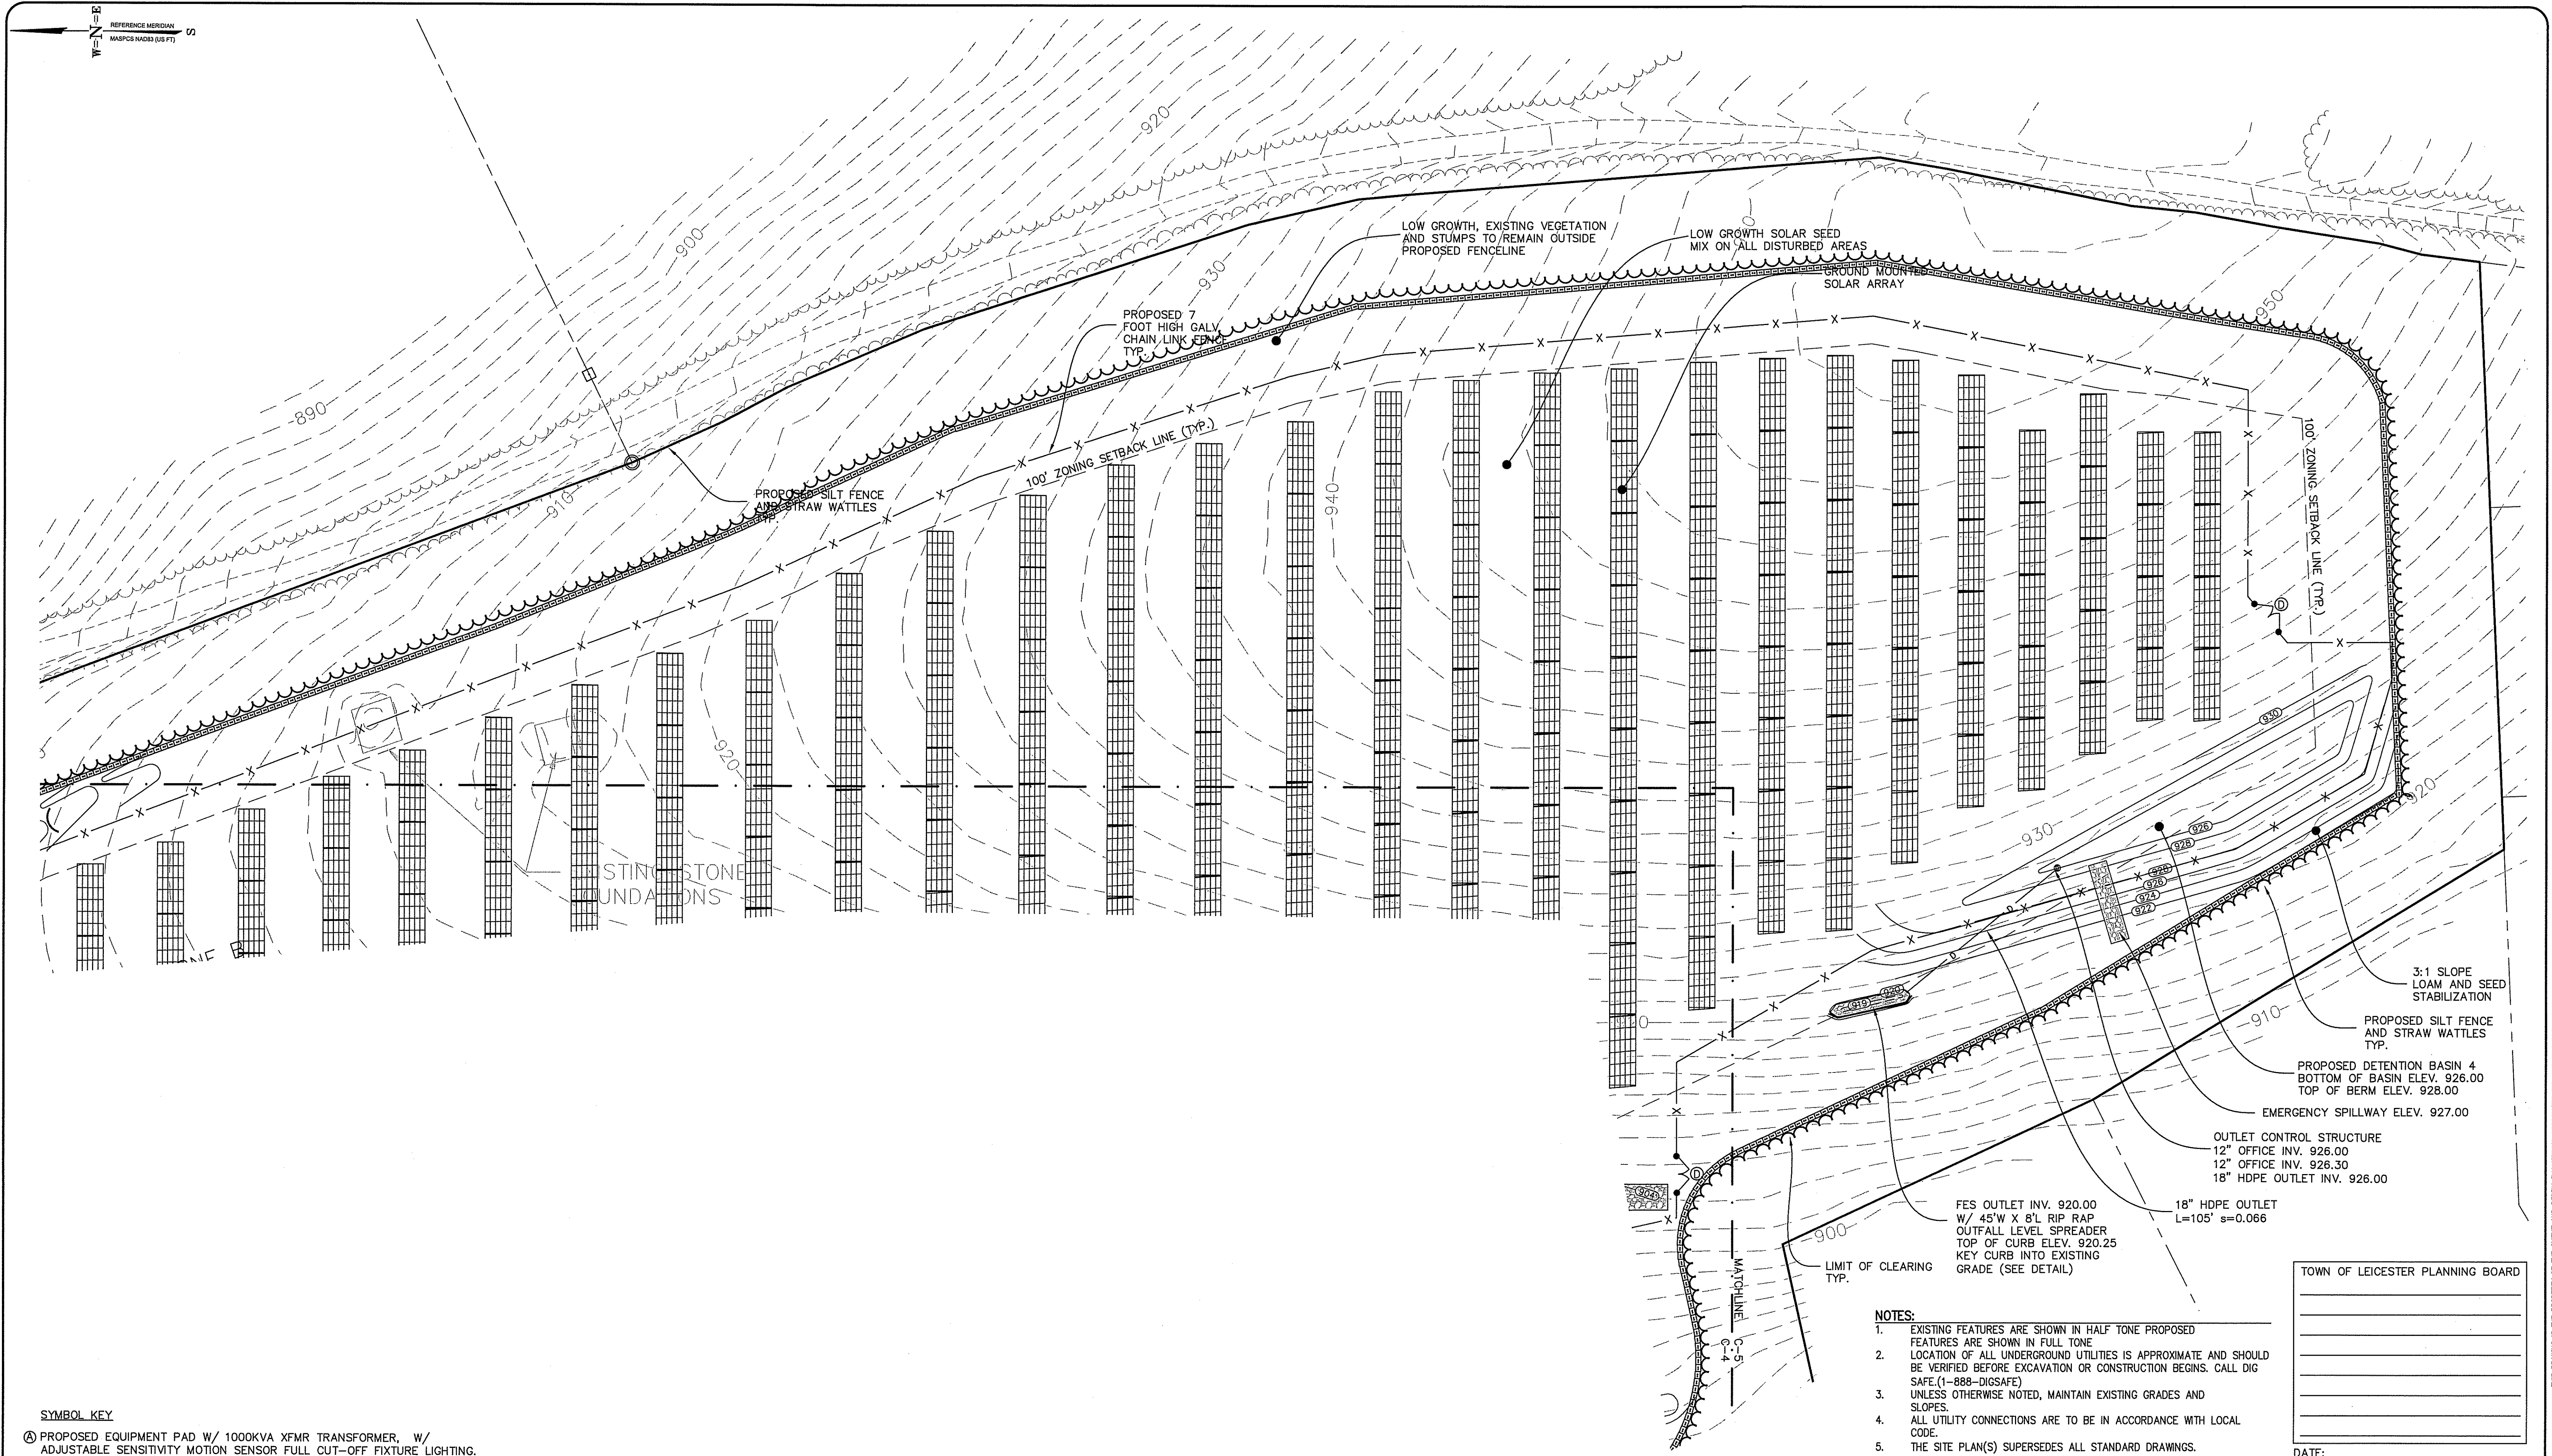 W=N=E
REFERENCE MERIDIAN
MASPCS NAD83 (US FT)
S
920
900
890
910
930
LOW GROWTH, EXISTING VEGETATION
AND STUMPS TO REMAIN OUTSIDE
PROPOSED FENCELINE
LOW GROWTH SOLAR SEED
MIX ON ALL DISTURBED AREAS
GROUND MOUNTED
SOLAR ARRAY
PROPOSED 7
FOOT HIGH GALV.
CHAIN LINK FENCE
TYP.
950
100' ZONING SETBACK LINE (TYP.)
PROPOSED SILT FENCE
AND STRAW WATTLES
TYP.
940
100' ZONING SETBACK LINE (TYP.)
D
920
STONE
930
930
920
926
928
928
926
924
922
920
919
910
3:1 SLOPE
LOAM AND SEED
STABILIZATION
PROPOSED SILT FENCE
AND STRAW WATTLES
TYP.
PROPOSED DETENTION BASIN 4
BOTTOM OF BASIN ELEV. 926.00
TOP OF BERM ELEV. 928.00
EMERGENCY SPILLWAY ELEV. 927.00
OUTLET CONTROL STRUCTURE
12" OFFICE INV. 926.00
12" OFFICE INV. 926.30
18" HDPE OUTLET INV. 926.00
18" HDPE OUTLET
L=105' s=0.066
FES OUTLET INV. 920.00
W/ 45'W X 8'L RIP RAP
OUTFALL LEVEL SPREADER
TOP OF CURB ELEV. 920.25
KEY CURB INTO EXISTING
GRADE (SEE DETAIL)
D
904
900
LIMIT OF CLEARING
TYP.
MATCHLINE
C-5
C-4
TOWN OF LEICESTER PLANNING BOARD
DATE:
NOTES:
1. EXISTING FEATURES ARE SHOWN IN HALF TONE PROPOSED
FEATURES ARE SHOWN IN FULL TONE
2. LOCATION OF ALL UNDERGROUND UTILITIES IS APPROXIMATE AND SHOULD
BE VERIFIED BEFORE EXCAVATION OR CONSTRUCTION BEGINS. CALL DIG
SAFE.(1-888-DIGSAFE)
3. UNLESS OTHERWISE NOTED, MAINTAIN EXISTING GRADES AND
SLOPES.
4. ALL UTILITY CONNECTIONS ARE TO BE IN ACCORDANCE WITH LOCAL
CODE.
5. THE SITE PLAN(S) SUPERSEDES ALL STANDARD DRAWINGS.
SYMBOL KEY
A PROPOSED EQUIPMENT PAD W/ 1000KVA XFMR TRANSFORMER, W/
ADJUSTABLE SENSITIVITY MOTION SENSOR FULL CUT-OFF FIXTURE LIGHTING.